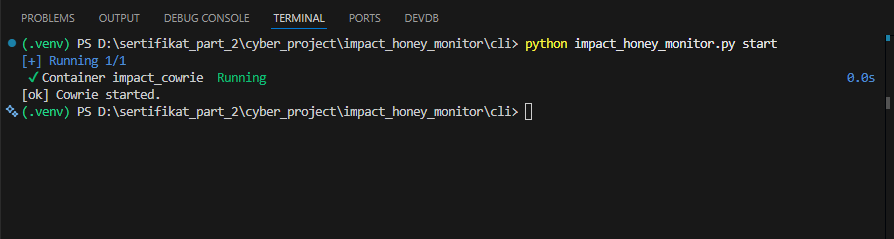 PROBLEMS OUTPUT DEBUG CONSOLE TERMINAL PORTS DEVDB
(.venv) PS D:\sertifikat_part_2\cyber_project\impact_honey_monitor\cli> python impact_honey_monitor.py start
[+] Running 1/1
✔ Container impact_cowrie Running 0.0s
[ok] Cowrie started.
(.venv) PS D:\sertifikat_part_2\cyber_project\impact_honey_monitor\cli>